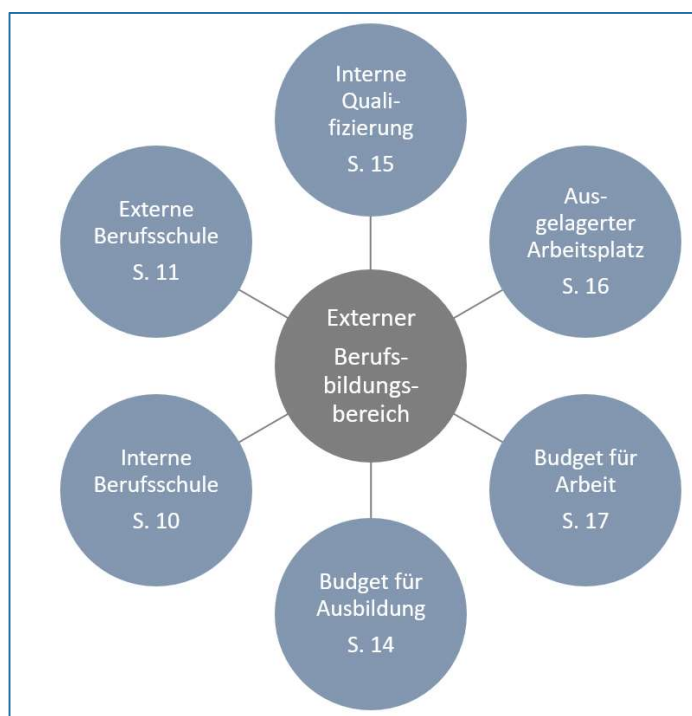 Interne
Quali-
fizierung
S. 15
Aus-
gelagerter
Arbeitsplatz
S. 16
Budget für
Arbeit
S. 17
Budget für
Ausbildung
S. 14
Interne
Berufsschule
S. 10
Externe
Berufsschule
S. 11
Externer
Berufs-
bildungs-
bereich